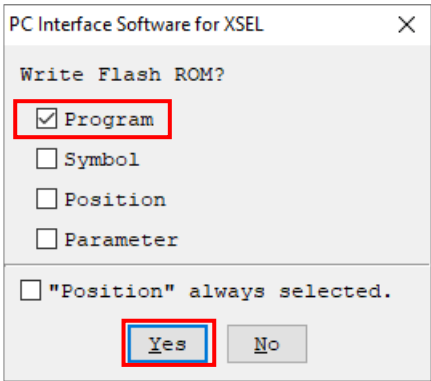 PC Interface Software for XSEL
Write Flash ROM?
Program
Symbol
Position
Parameter
"Position" always selected.
Yes No